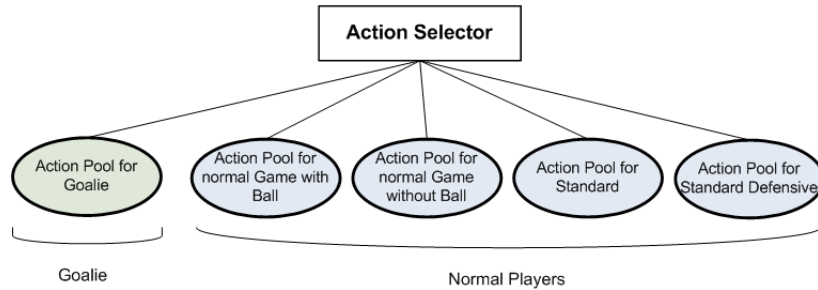 Action Selector
Action Pool for
Goalie
Action Pool for
normal Game with
Ball
Action Pool for
normal Game
without Ball
Action Pool for
Standard
Action Pool for
Standard Defensive
Goalie
Normal Players